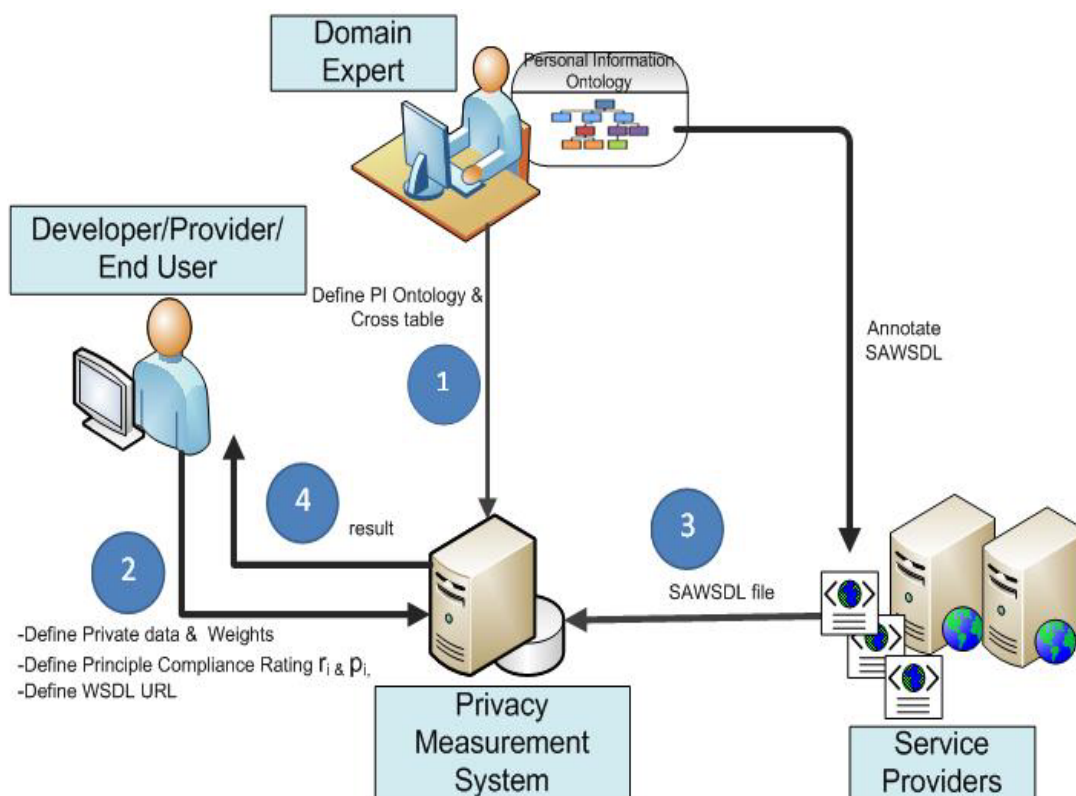 Domain
Expert
Personal Information
Ontology
Developer/Provider/
End User
Define PI Ontology &
Cross table
1
Annotate
SAWSDL
4
result
3
SAWSDL file
2
-Define Private data & Weights
-Define Principle Compliance Rating ri & pi,
-Define WSDL URL
Privacy
Measurement
System
Service
Providers